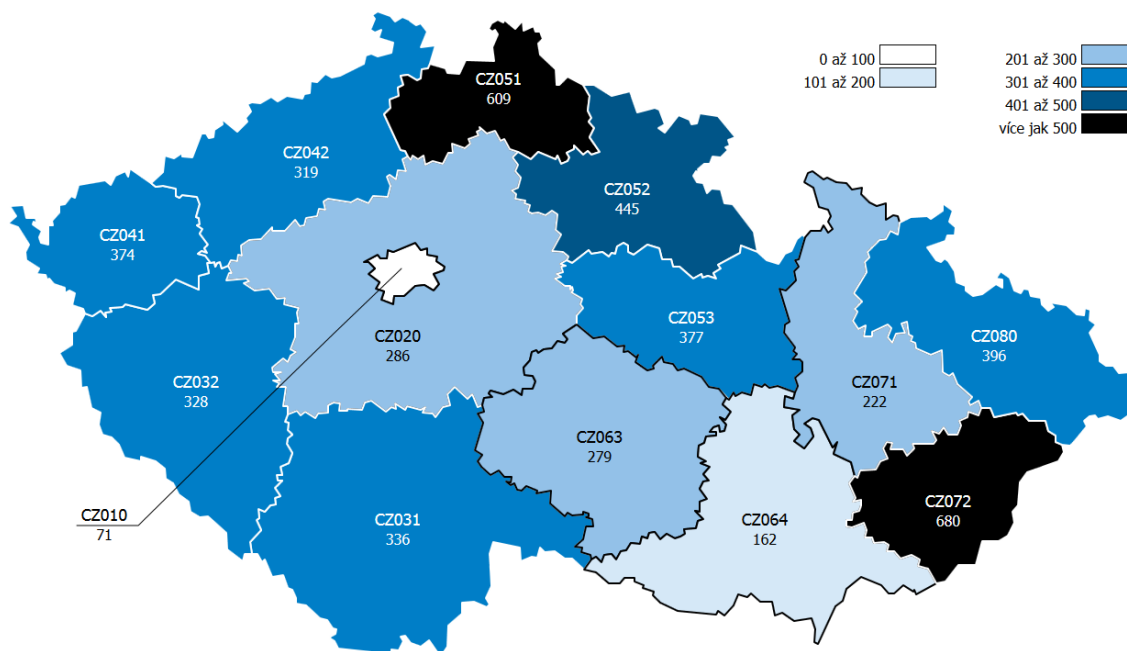 0 až 100
101 až 200
201 až 300
301 až 400
401 až 500
více jak 500
CZ051
609
CZ042
319
CZ052
445
CZ041
374
CZ053
377
CZ020
286
CZ080
396
CZ032
328
CZ071
222
CZ063
279
CZ072
680
CZ010
71
CZ031
336
CZ064
162